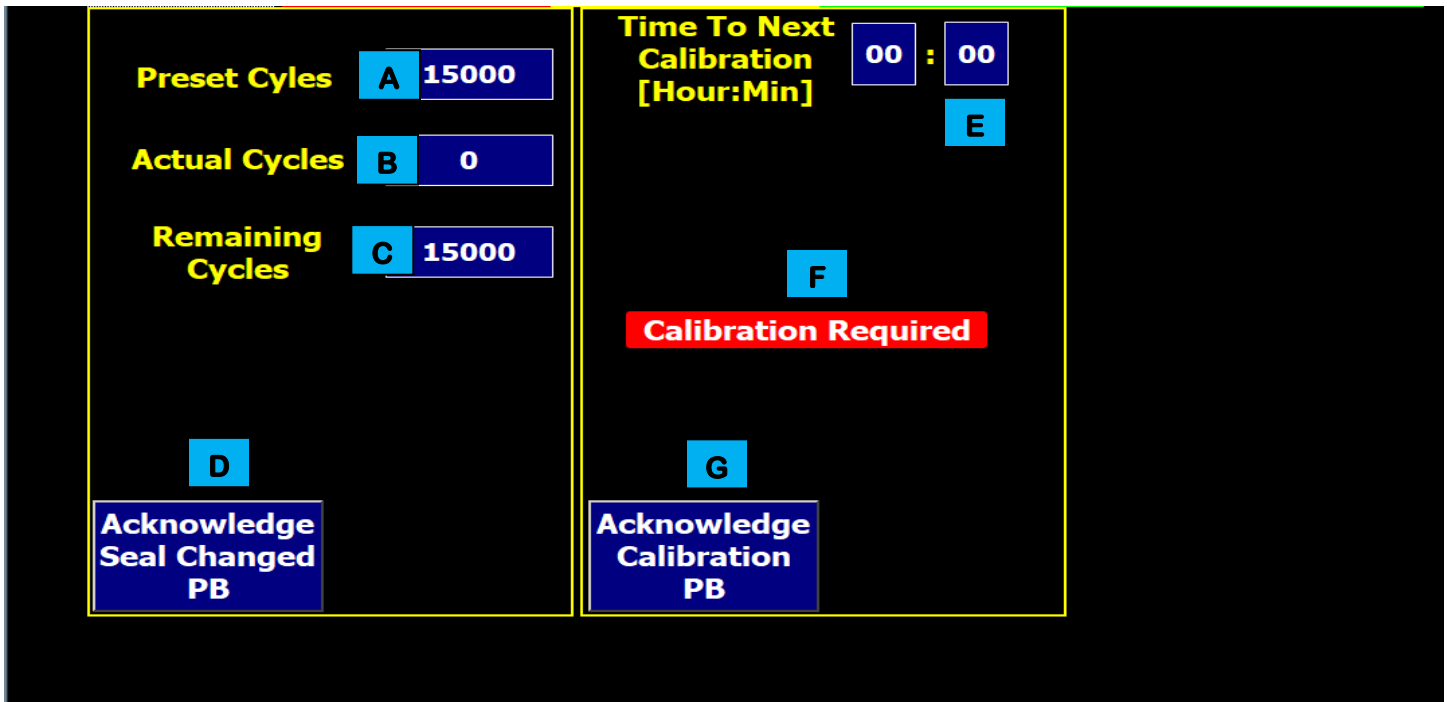 Preset Cyles A 15000
Actual Cycles B 0
Remaining
Cycles
C 15000
D
Acknowledge
Seal Changed
PB
Time To Next
Calibration
[Hour:Min]
00 : 00
E
F
Calibration Required
G
Acknowledge
Calibration
PB